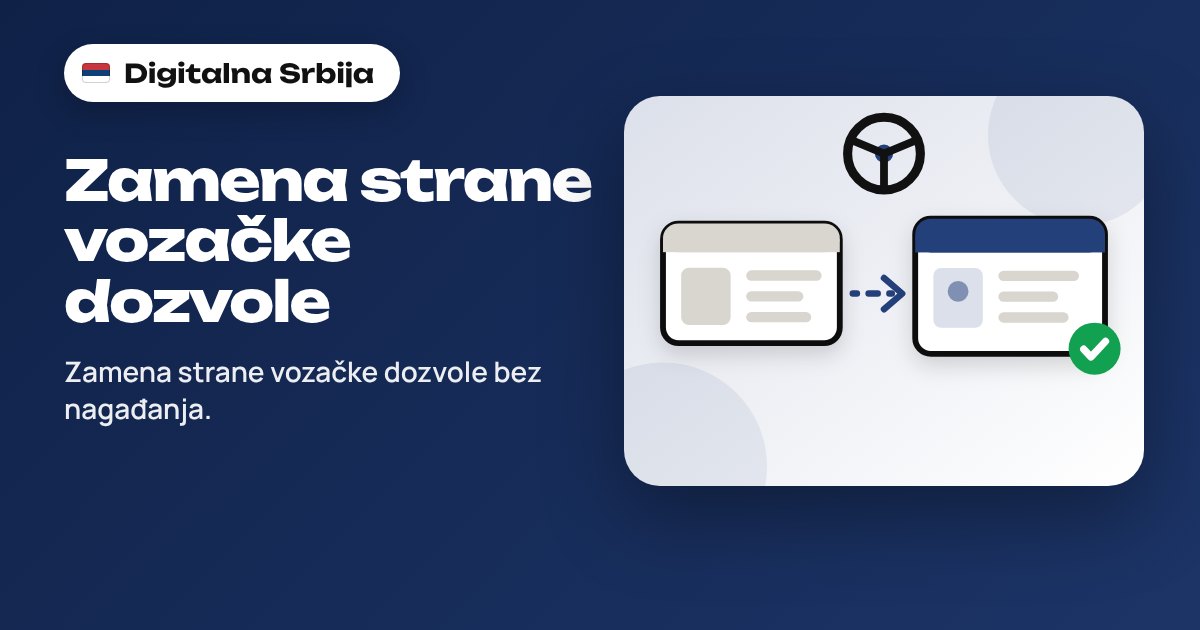 Digitalna Srbija
Zamena strane
vozačke
dozvole
Zamena strane vozačke dozvole bez
nagađanja.